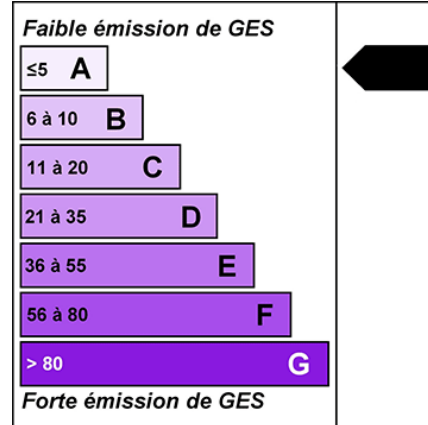 Faible émission de GES
≤5 A
6 à 10 B
11 à 20 C
21 à 35 D
36 à 55 E
56 à 80 F
> 80 G
Forte émission de GES